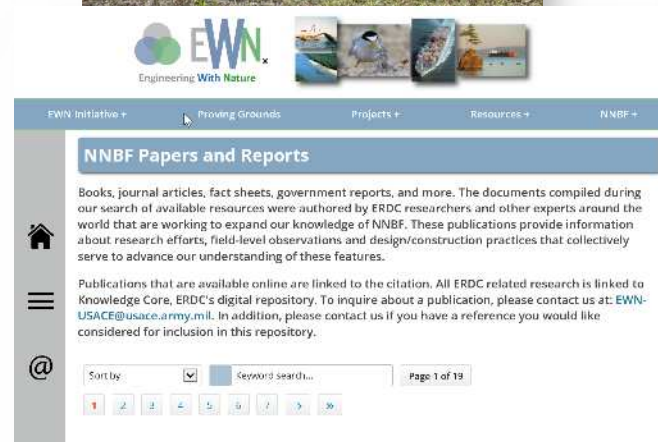 EWN
Engineering With Nature
EWN Initiative +
Proving Grounds
Projects +
Resources +
NNBF +
NNBF Papers and Reports
Books, journal articles, fact sheets, government reports, and more. The documents compiled during
our search of available resources were authored by ERDC researchers and other experts around the
world that are working to expand our knowledge of NNBF. These publications provide information
about research efforts, field-level observations and design/construction practices that collectively
serve to advance our understanding of these features.
Publications that are available online are linked to the citation. All ERDC related research is linked to
Knowledge Core, ERDC's digital repository. To inquire about a publication, please contact us at: EWN-
USACE@usace.army.mil. In addition, please contact us if you have a reference you would like
considered for inclusion in this repository.
@
Sort by
Keyword search...
Page 1 of 19
1 2 3 4 5 6 7 > »